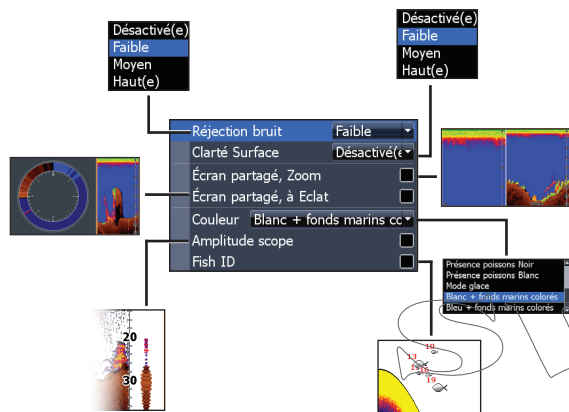 Désactivé(e)
Faible
Moyen
Haut(e)
Désactivé(e)
Faible
Moyen
Haut(e)
Réjection bruit Faible
Clarté Surface Désactivé(e
Écran partagé, Zoom
Écran partagé, à Eclat
Couleur Blanc + fonds marins cc
Amplitude scope
Fish ID
Présence poissons Noir
Présence poissons Blanc
Mode glace
Blanc + fonds marins colorés
Bleu + fonds marins colorés
20
30
18
13
19